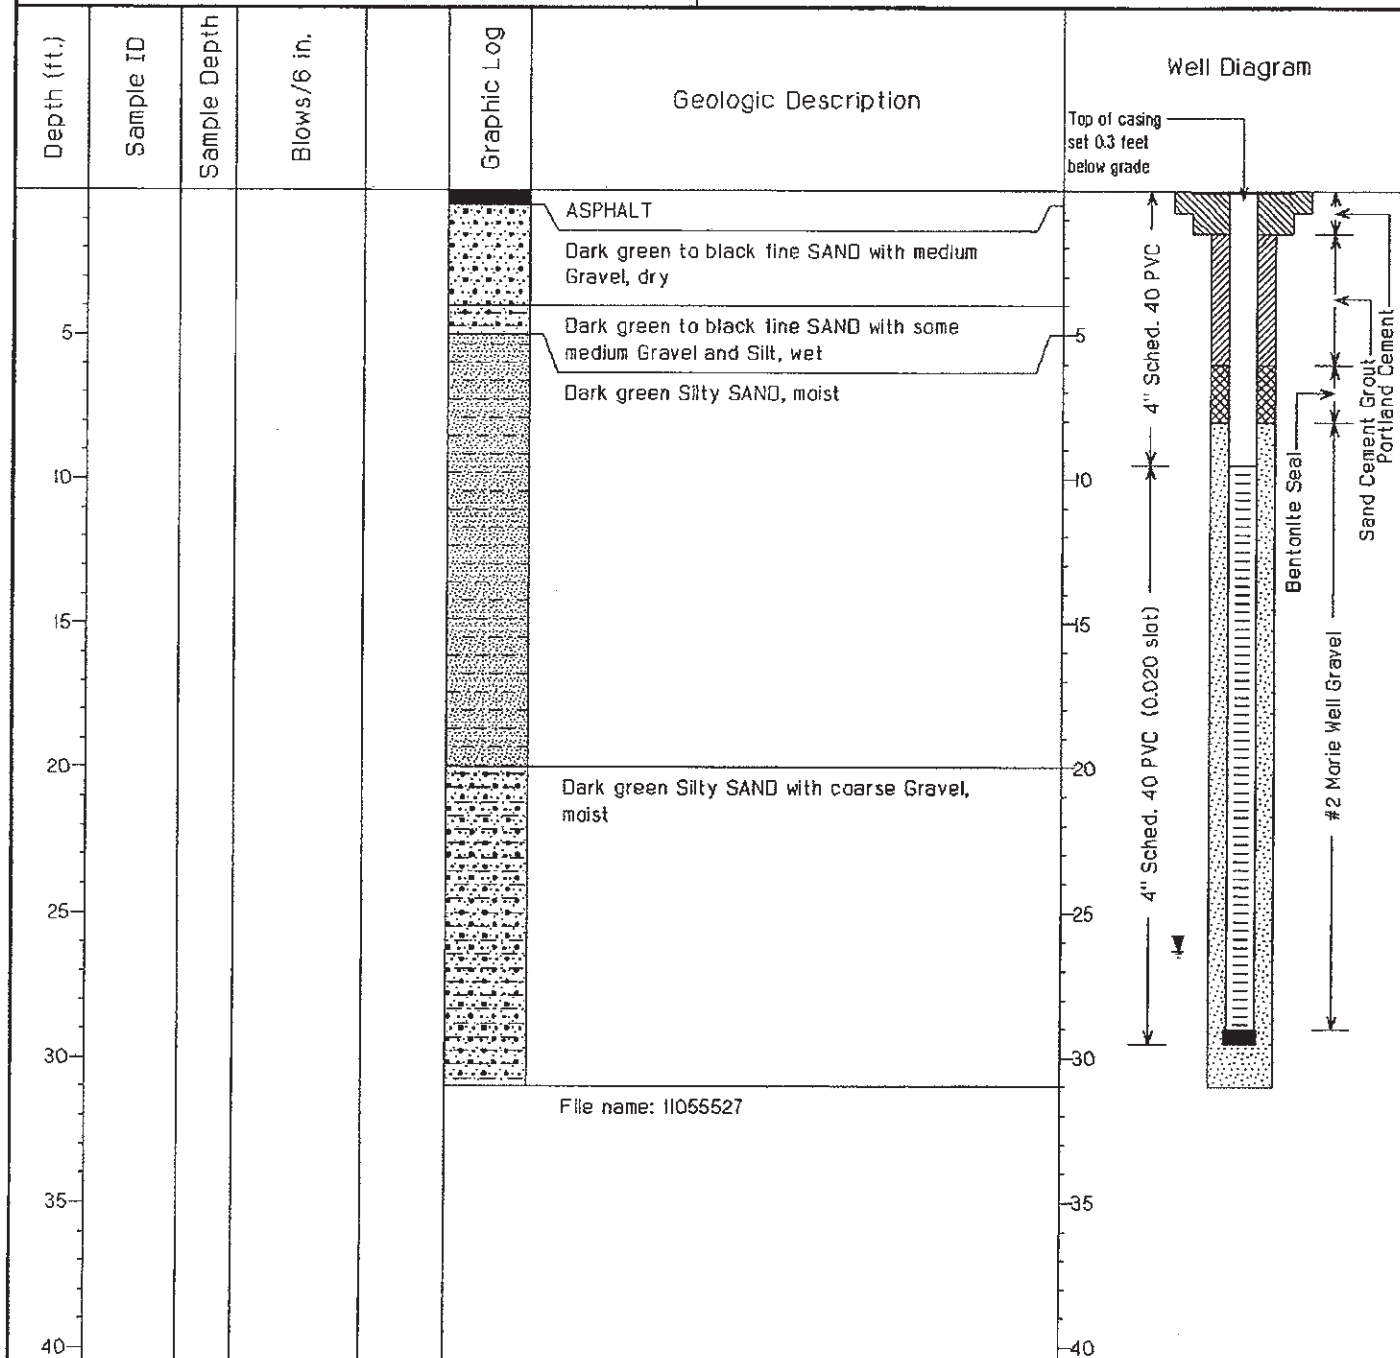 Depth (ft.)
Sample ID
Sample Depth
Blows/6 in.
Graphic Log
Geologic Description
Well Diagram
Top of casing
set 0.3 feet
below grade
ASPHALT
Dark green to black fine SAND with medium
Gravel, dry
Dark green to black fine SAND with some
medium Gravel and Silt, wet
Dark green Silty SAND, moist
Dark green Silty SAND with coarse Gravel,
moist
File name: 11055527
5
10
15
20
25
30
35
40
5
10
15
20
25
30
35
40
4" Sched. 40 PVC
4" Sched. 40 PVC (0.020 slot)
Bentonite Seal
#2 Morie Well Gravel
Sand Cement Grout
Portland Cement